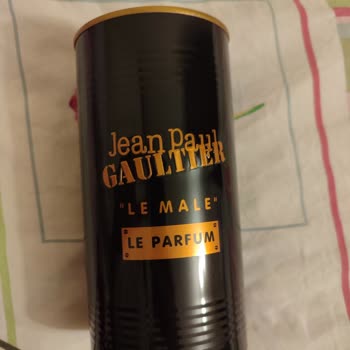 Jean Paul
GAULTIER
"LE MALE"
LE PARFUM